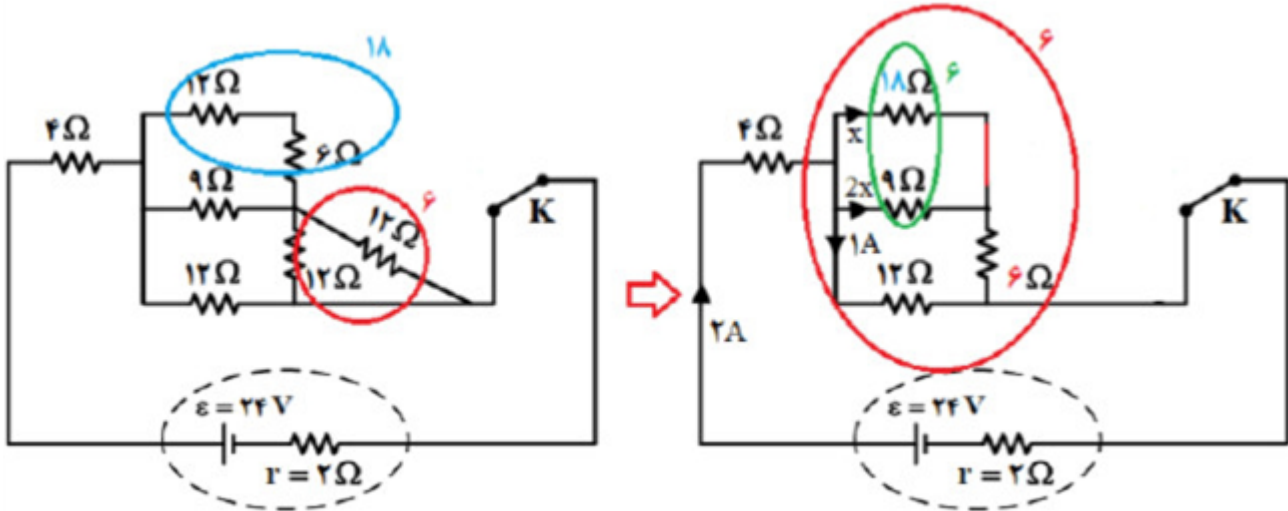 ۱۸
۱۲Ω
۴Ω
۶Ω
۹Ω
۶
۱۲Ω
۱۲Ω
۱۲Ω
K
ε = ۲۴ V
r = ۲Ω
۶
۱۸Ω
۶
۴Ω
x
۹Ω
2x
۱A
۱۲Ω
۶Ω
K
۲A
ε = ۲۴ V
r = ۲Ω